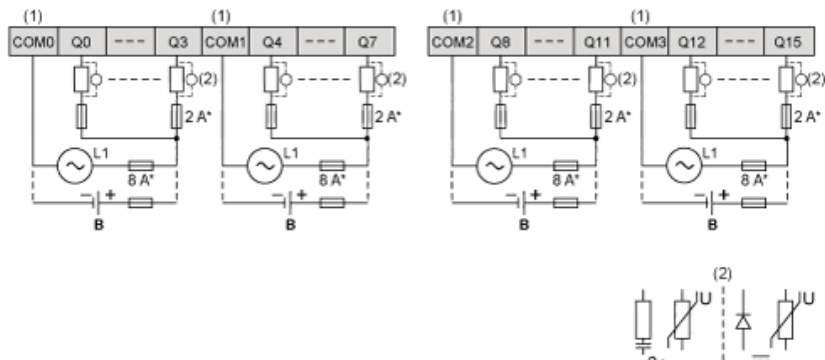 (1) (1) (1) (1)
COM0 Q0 --- Q3 COM1 Q4 --- Q7 COM2 Q8 --- Q11 COM3 Q12 --- Q15
(2) (2) (2) (2)
2 A* 2 A* 2 A* 2 A*
L1 L1 L1 L1
8 A* 8 A* 8 A* 8 A*
− + − + − + − +
B B B B
(2)
U U